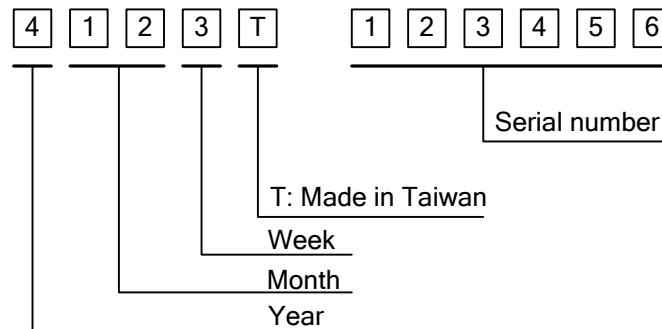 4 1 2 3 T 1 2 3 4 5 6
Serial number
T: Made in Taiwan
Week
Month
Year